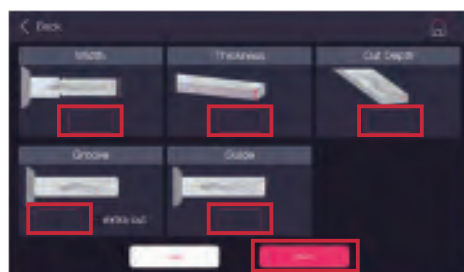 Back
Width
Thickness
Cut Depth
Groove
Guide
extra cut